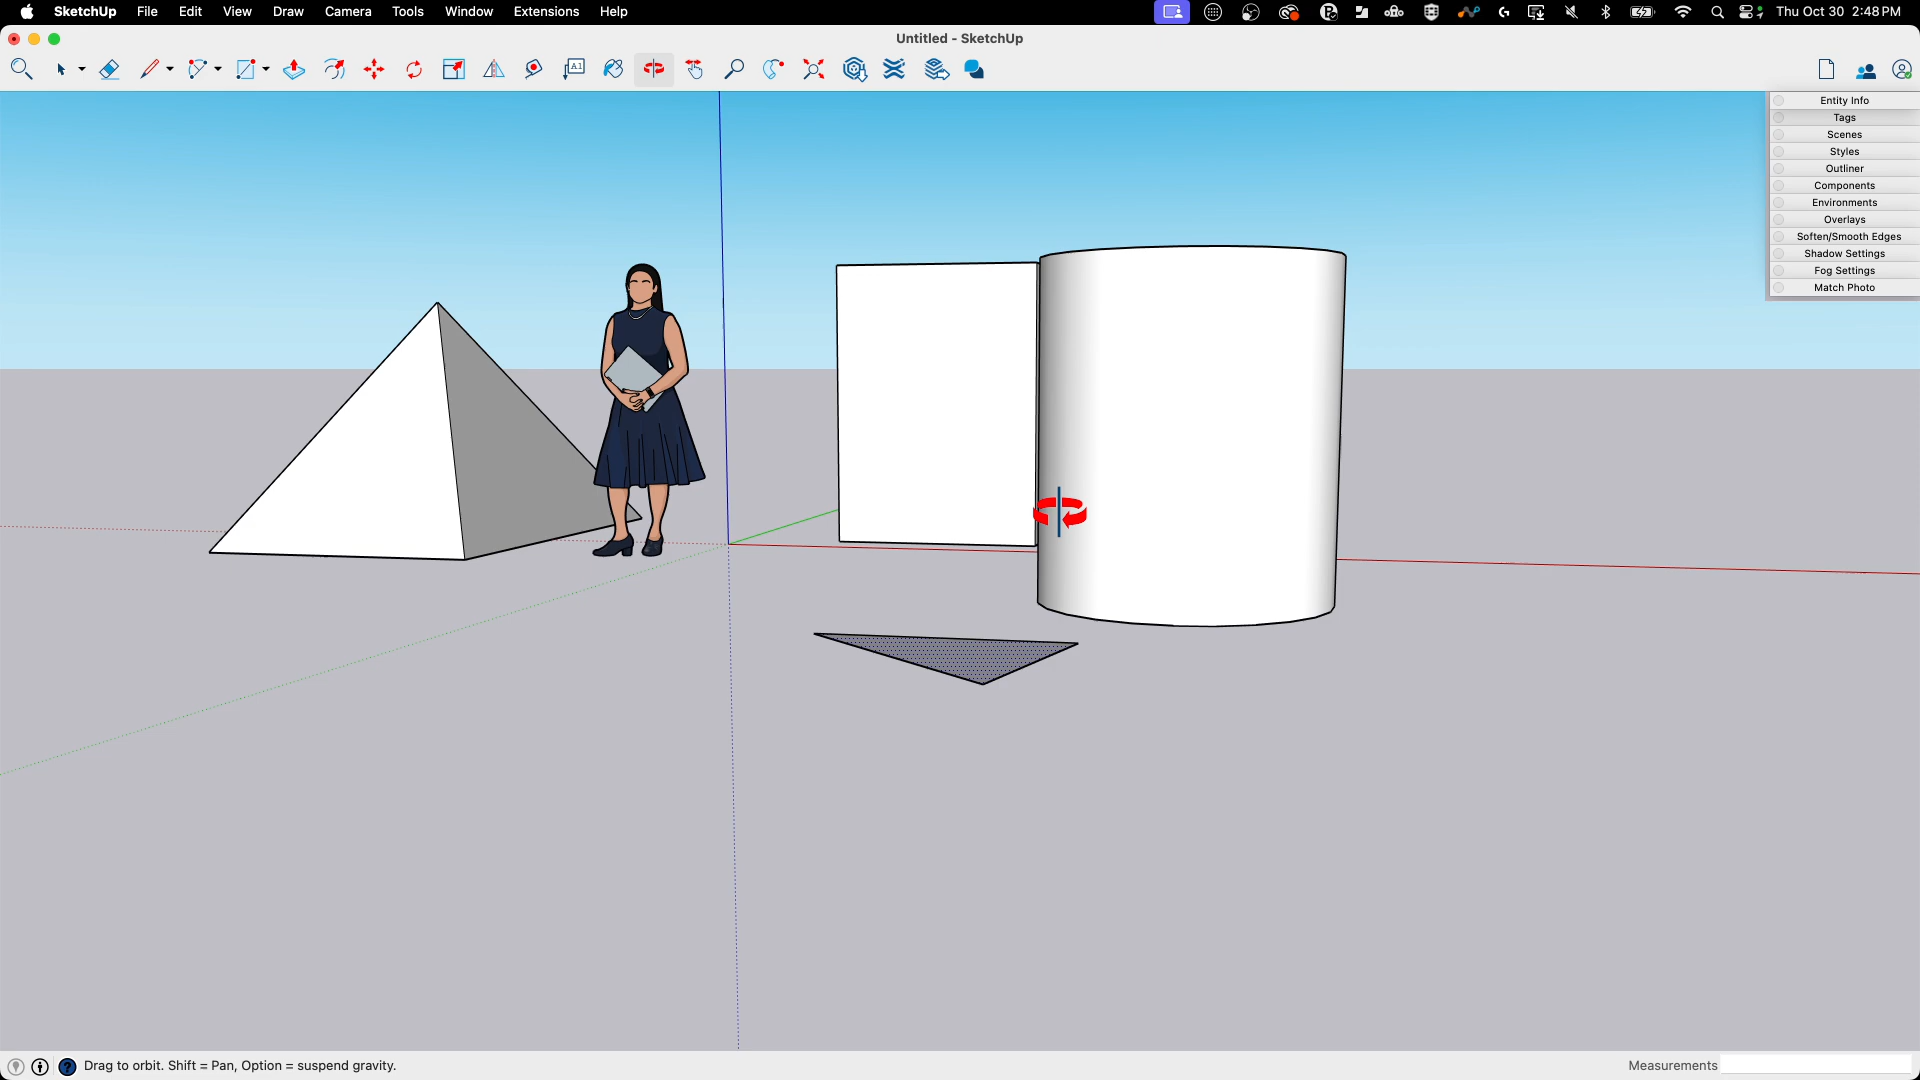 SketchUp File Edit View Draw Camera Tools Window Extensions Help
Thu Oct 30 2:48 PM
Untitled - SketchUp
A1
Entity Info
Tags
Scenes
Styles
Outliner
Components
Environments
Overlays
Soften/Smooth Edges
Shadow Settings
Fog Settings
Match Photo
Drag to orbit. Shift = Pan, Option = suspend gravity.
Measurements